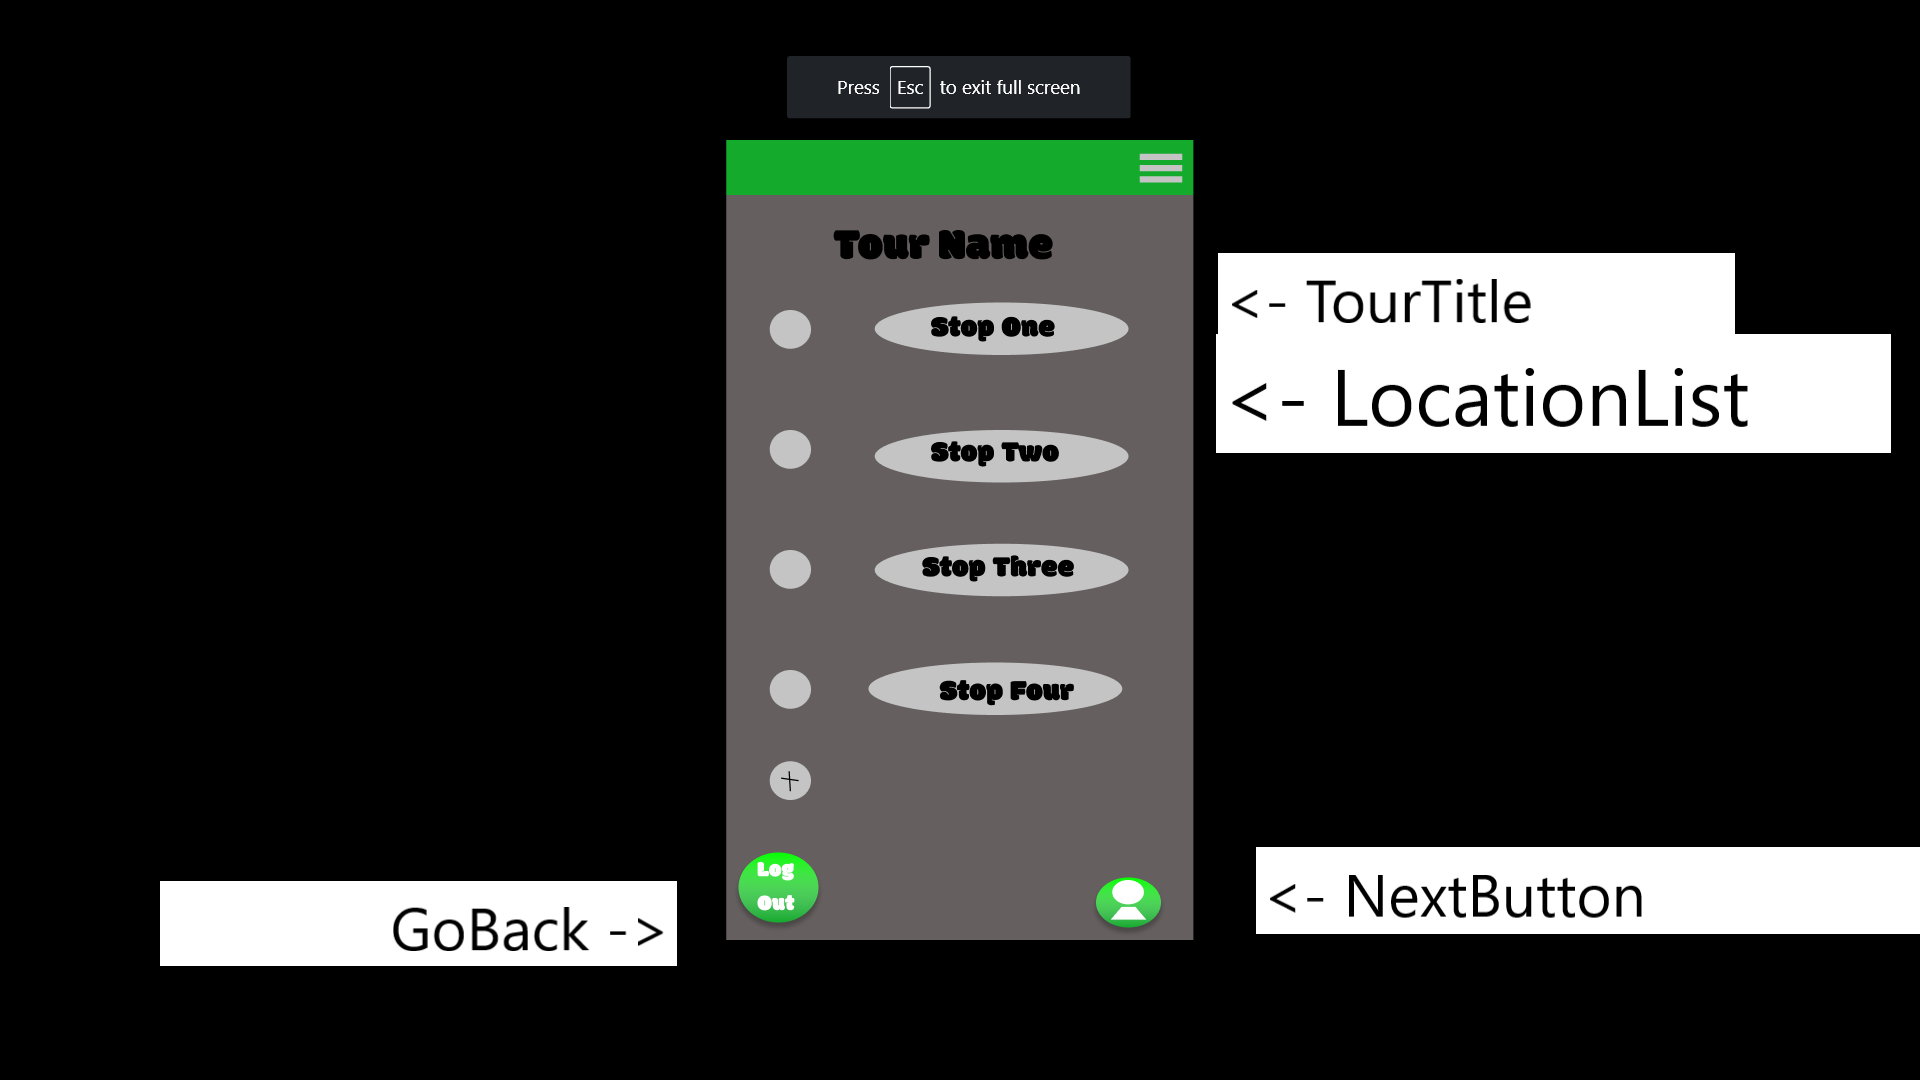 Press Esc to exit full screen
Tour Name
<- TourTitle
Stop One
<- LocationList
Stop Two
Stop Three
Stop Four
+
Log
Out
<- NextButton
GoBack ->